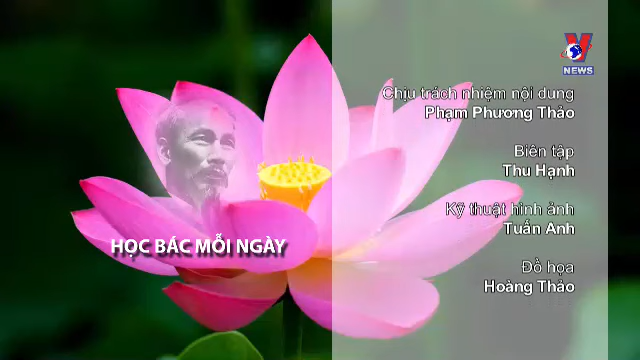 V
NEWS
Chịu trách nhiệm nội dung
Phạm Phương Thảo
Biên tập
Thu Hạnh
Kỹ thuật hình ảnh
Tuấn Anh
Đồ họa
Hoàng Thảo
HỌC BÁC MỖI NGÀY